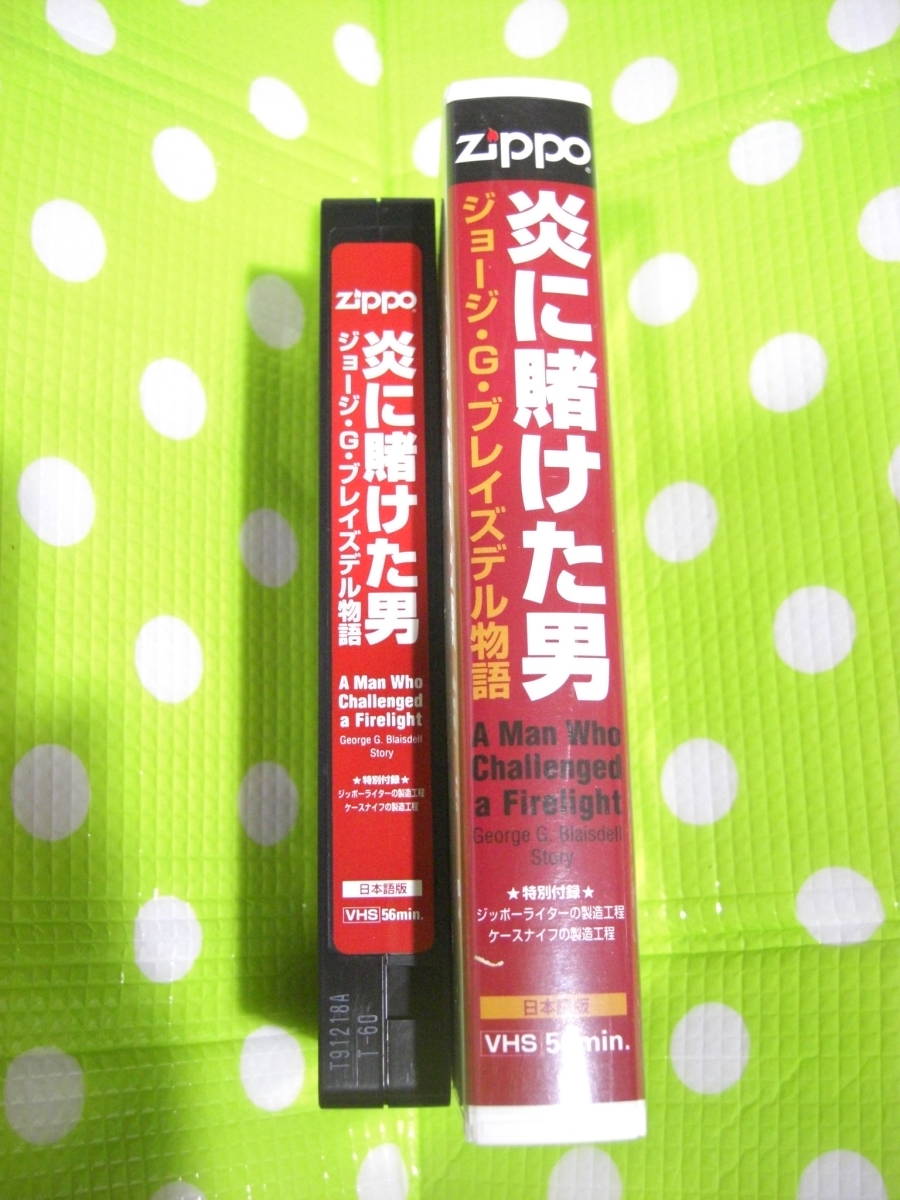 Zippo
炎に賭けた男
ジョージ・G・ブレイズデル物語
A Man Who
Challenged
a Firelight
George G. Blaisdell
Story
★特別付録★
ジッポーライターの製造工程
ケースナイフの製造工程
日本語版
VHS 56min.
T91218A
T-60
Zippo
炎に賭けた男
ジョージ・G・ブレイズデル物語
A Man Who
Challenged
a Firelight
George G. Blaisdell
Story
★特別付録★
ジッポーライターの製造工程
ケースナイフの製造工程
日本語版
VHS 56min.